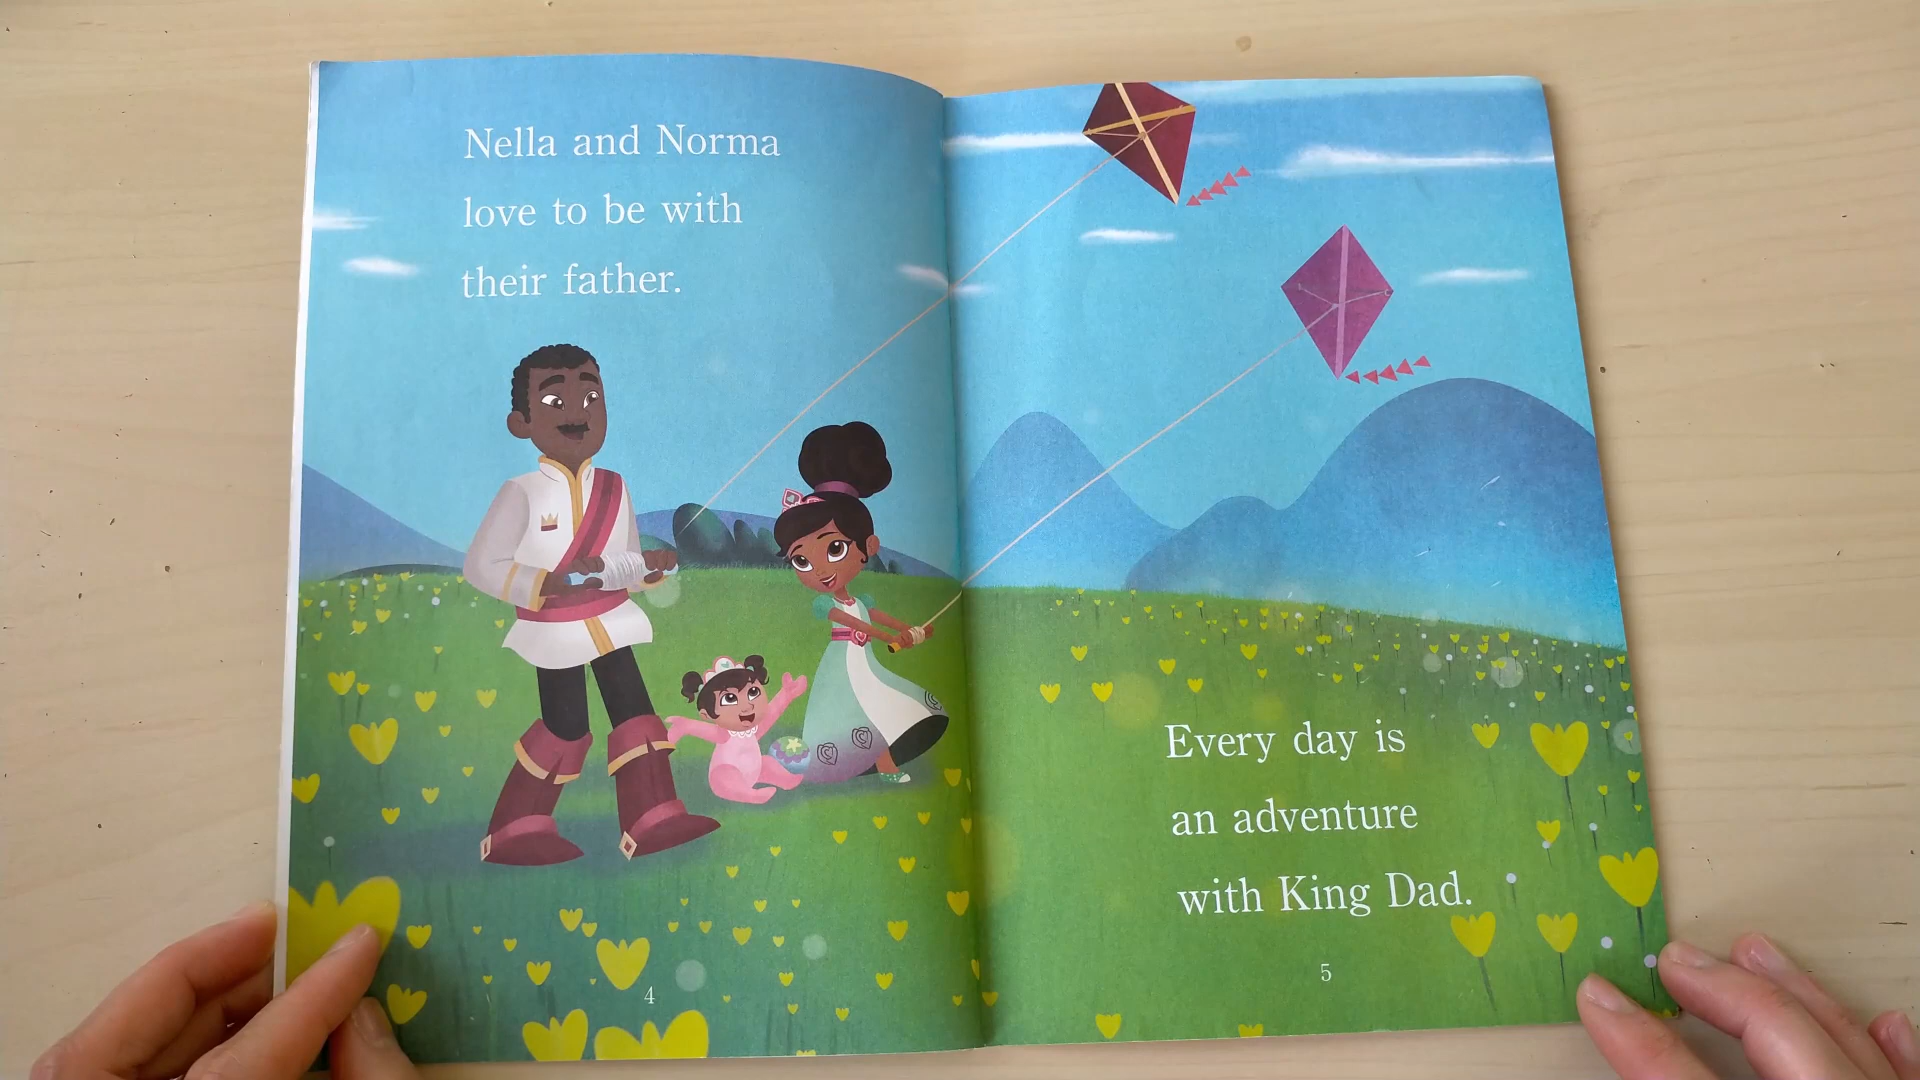 Nella and Norma
love to be with
their father.
4
Every day is
an adventure
with King Dad.
5